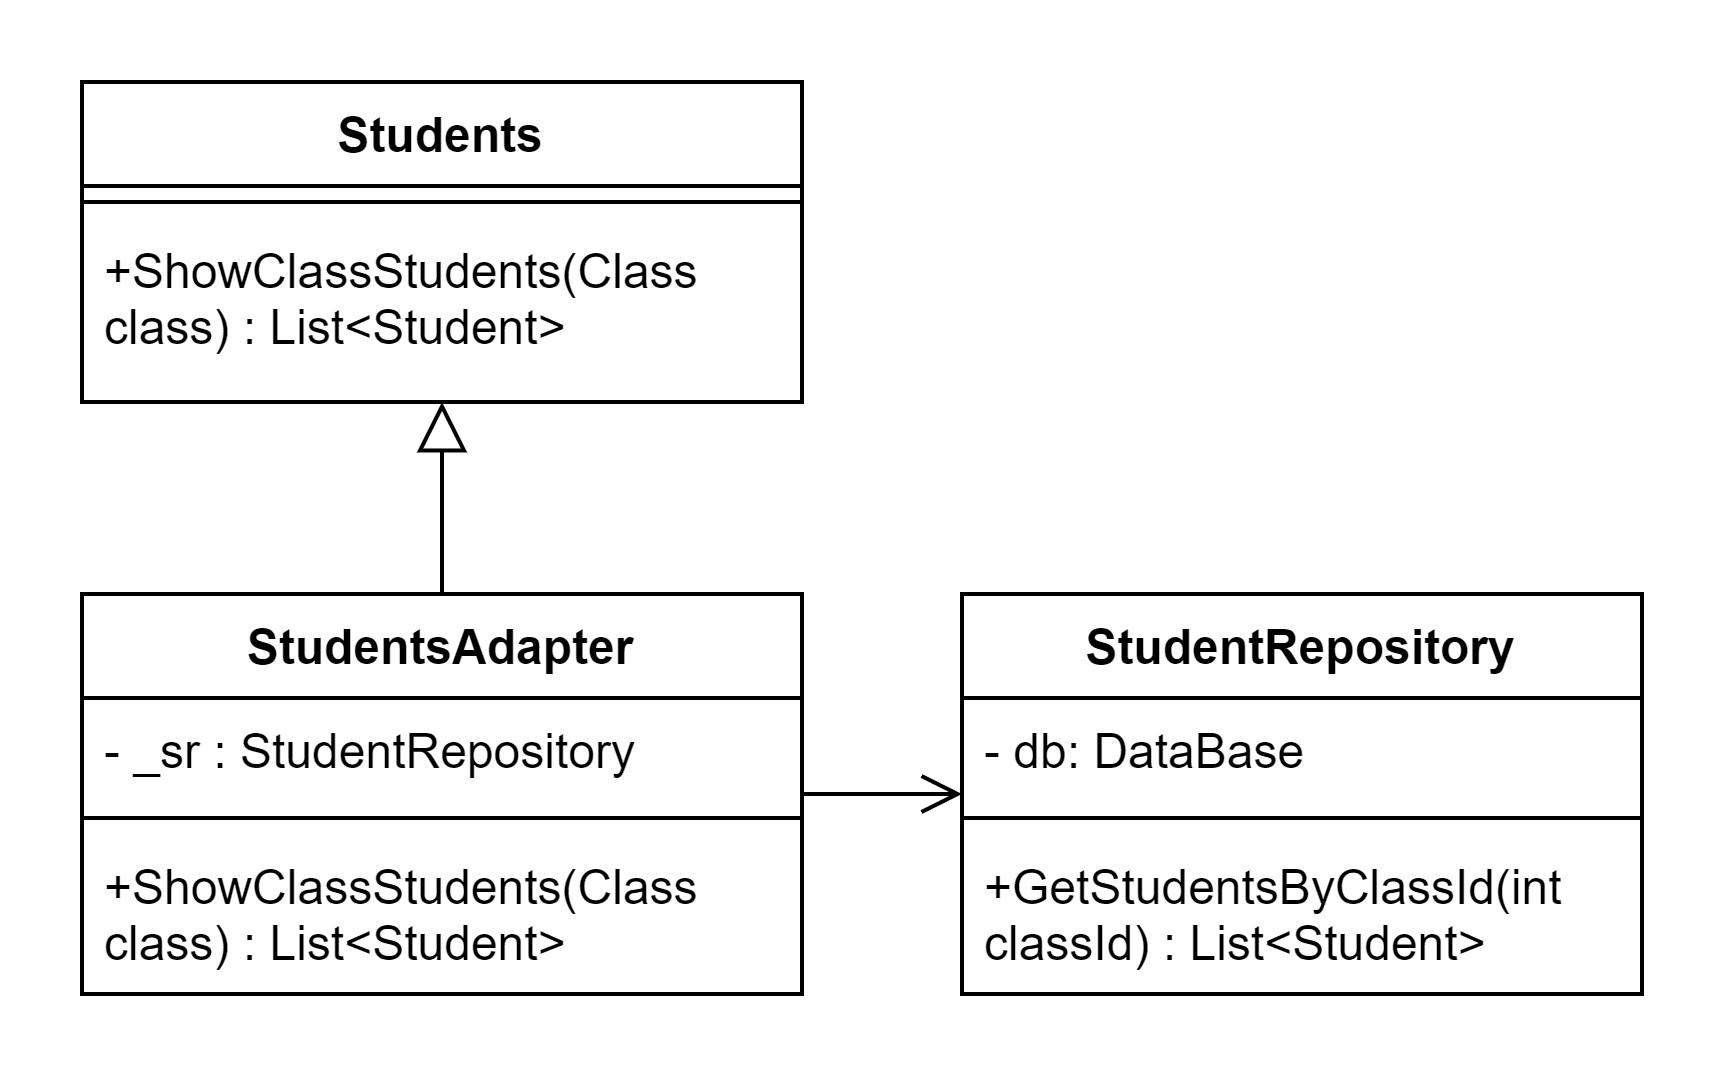 Students
+ShowClassStudents(Class
class) : List<Student>
StudentsAdapter
- _sr : StudentRepository
+ShowClassStudents(Class
class) : List<Student>
StudentRepository
- db: DataBase
+GetStudentsByClassId(int
classId) : List<Student>